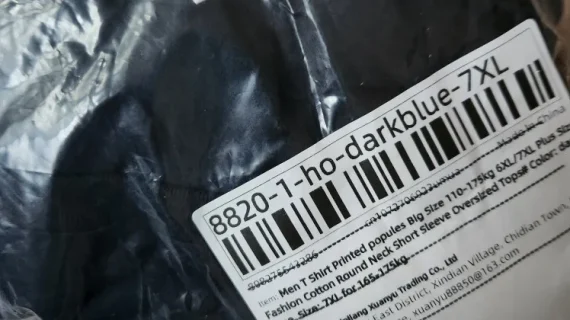 8820-1-ho-darkblue-7XL
Made In China
Item: Men T Shirt Printed popules Big Size 110-175kg 6XL/7XL Plus Size
Fashion Cotton Round Neck Short Sleeve Oversized Tops# Color: da
Size: 7XL for 165-175kg
Xuanyu Trading Co., Ltd
East District, Xindian Village, Chidian Town,
xuanyu8850@163.com